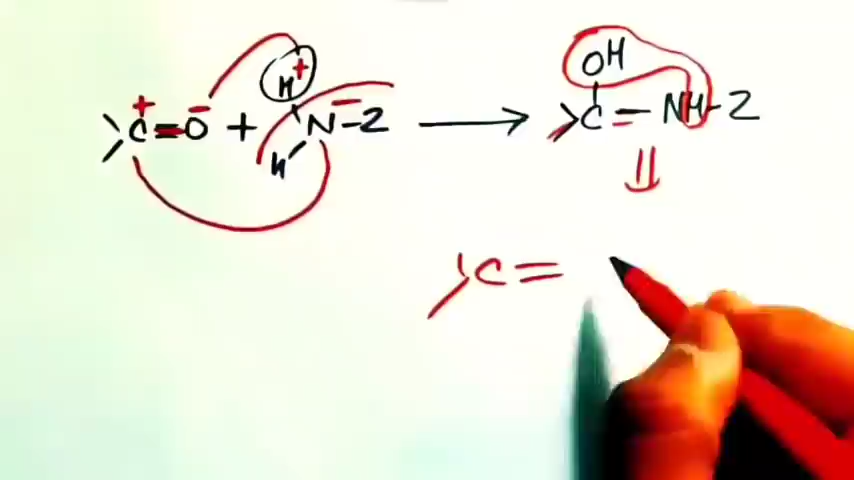 >C=O + H N-Z → >C-NH-Z
+ - H+ - OH
H
>C=